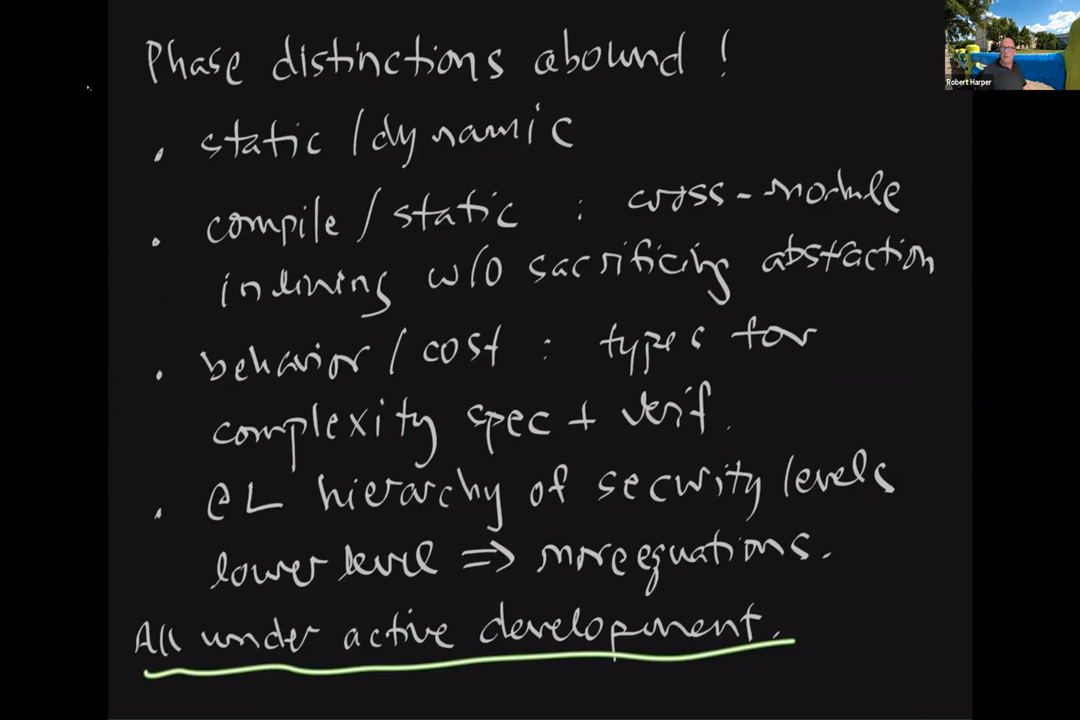 Phase distinctions abound !
• static / dynamic
• compile / static : cross-module
inlining w/o sacrificing abstraction
• behavior / cost : types for
complexity spec + verif.
• @L hierarchy of security levels
lower level => more equations.
All under active development.
Robert Harper